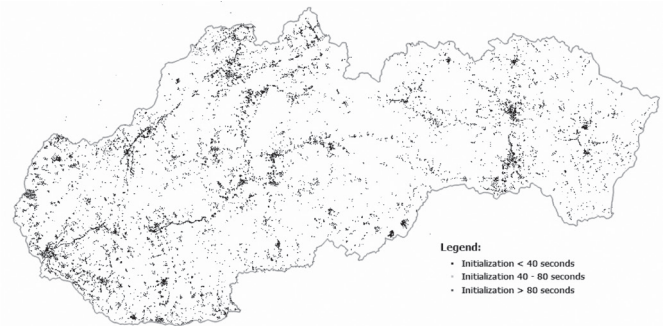 Legend:
Initialization < 40 seconds
Initialization 40 - 80 seconds
Initialization > 80 seconds